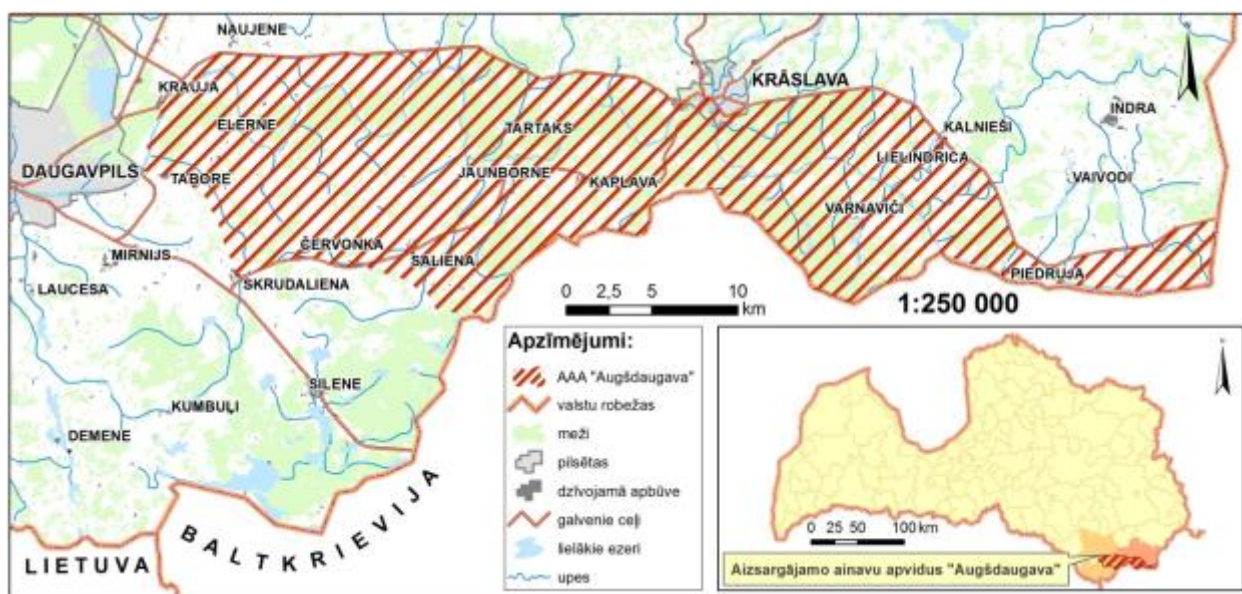 NAUJENE
KRAUJA
KRĀSLAVA
ELERNE
TARTAKS
KALNIEŠI
INDRA
LIELINDRICA
DAUGAVPILS
TABORE
JAUNBORNE
KAPLAVA
VAIVODI
VARNAVIČI
ČERVONKA
MIRNIJS
SALIENA
SKRUDALIENA
PIEDRUJA
LAUCESA
0 2,5 5 10
km
1:250 000
SILENE
KUMBUĻI
DEMENE
BALTKRIEVIJA
LIETUVA
Apzīmējumi:
AAA "Augšdaugava"
valstu robežas
meži
pilsētas
dzīvojamā apbūve
galvenie ceļi
lielākie ezeri
upes
N
0 25 50 100 km
Aizsargājamo ainavu apvidus "Augšdaugava"